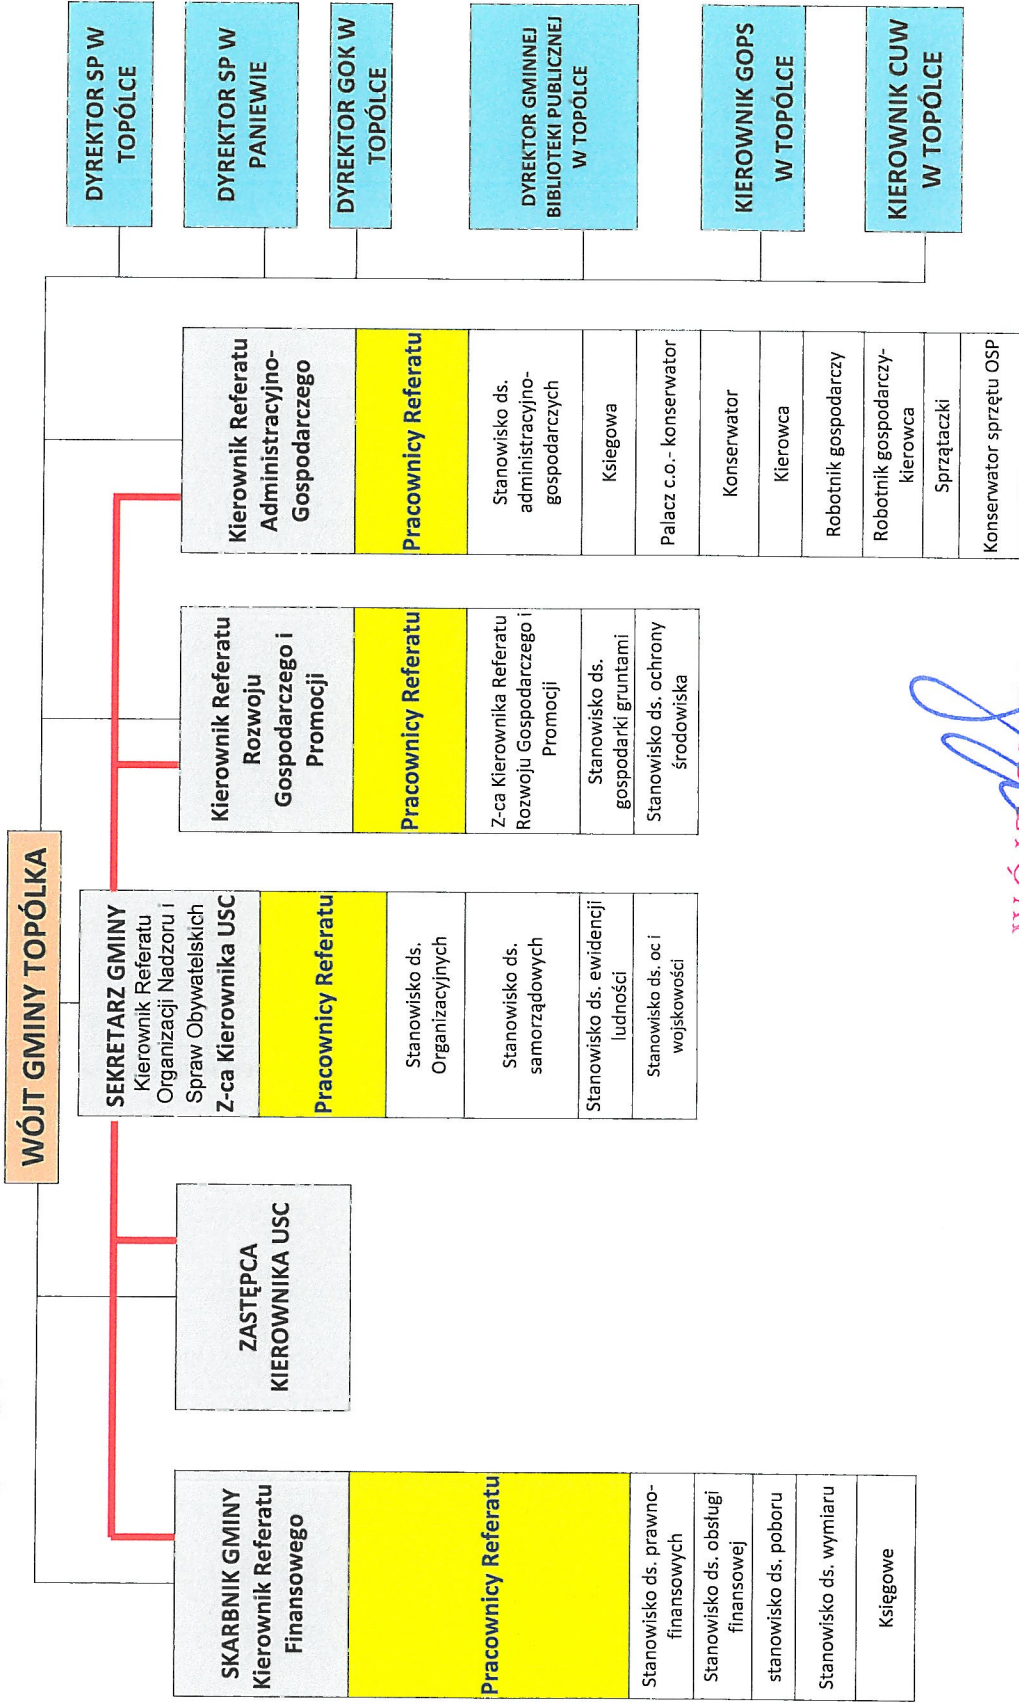 WÓJT GMINY TOPÓLKA
SKARBNIK GMINY
Kierownik Referatu
Finansowego
Pracownicy Referatu
Stanowisko ds. prawno-
finansowych
Stanowisko ds. obsługi
finansowej
stanowisko ds. poboru
Stanowisko ds. wymiaru
Księgowe
ZASTĘPCA
KIEROWNIKA USC
SEKRETARZ GMINY
Kierownik Referatu
Organizacji Nadzoru i
Spraw Obywatelskich
Z-ca Kierownika USC
Pracownicy Referatu
Stanowisko ds.
Organizacyjnych
Stanowisko ds.
samorządowych
Stanowisko ds. ewidencji
ludności
Stanowisko ds. oc i
wojskowości
Kierownik Referatu
Rozwoju
Gospodarczego i
Promocji
Pracownicy Referatu
Z-ca Kierownika Referatu
Rozwoju Gospodarczego i
Promocji
Stanowisko ds.
gospodarki gruntami
Stanowisko ds. ochrony
środowiska
Kierownik Referatu
Administracyjno-
Gospodarczego
Pracownicy Referatu
Stanowisko ds.
administracyjno-
gospodarczych
Ksiegowa
Palacz c.o.- konserwator
Konserwator
Kierowca
Robotnik gospodarczy
Robotnik gospodarczy-
kierowca
Sprzątaczki
Konserwator sprzętu OSP
DYREKTOR SP W
TOPÓLCE
DYREKTOR SP W
PANIEWIE
DYREKTOR GOK W
TOPÓLCE
DYREKTOR GMINNEJ
BIBLIOTEKI PUBLICZNEJ
W TOPÓLCE
KIEROWNIK GOPS
W TOPÓLCE
KIEROWNIK CUW
W TOPÓLCE